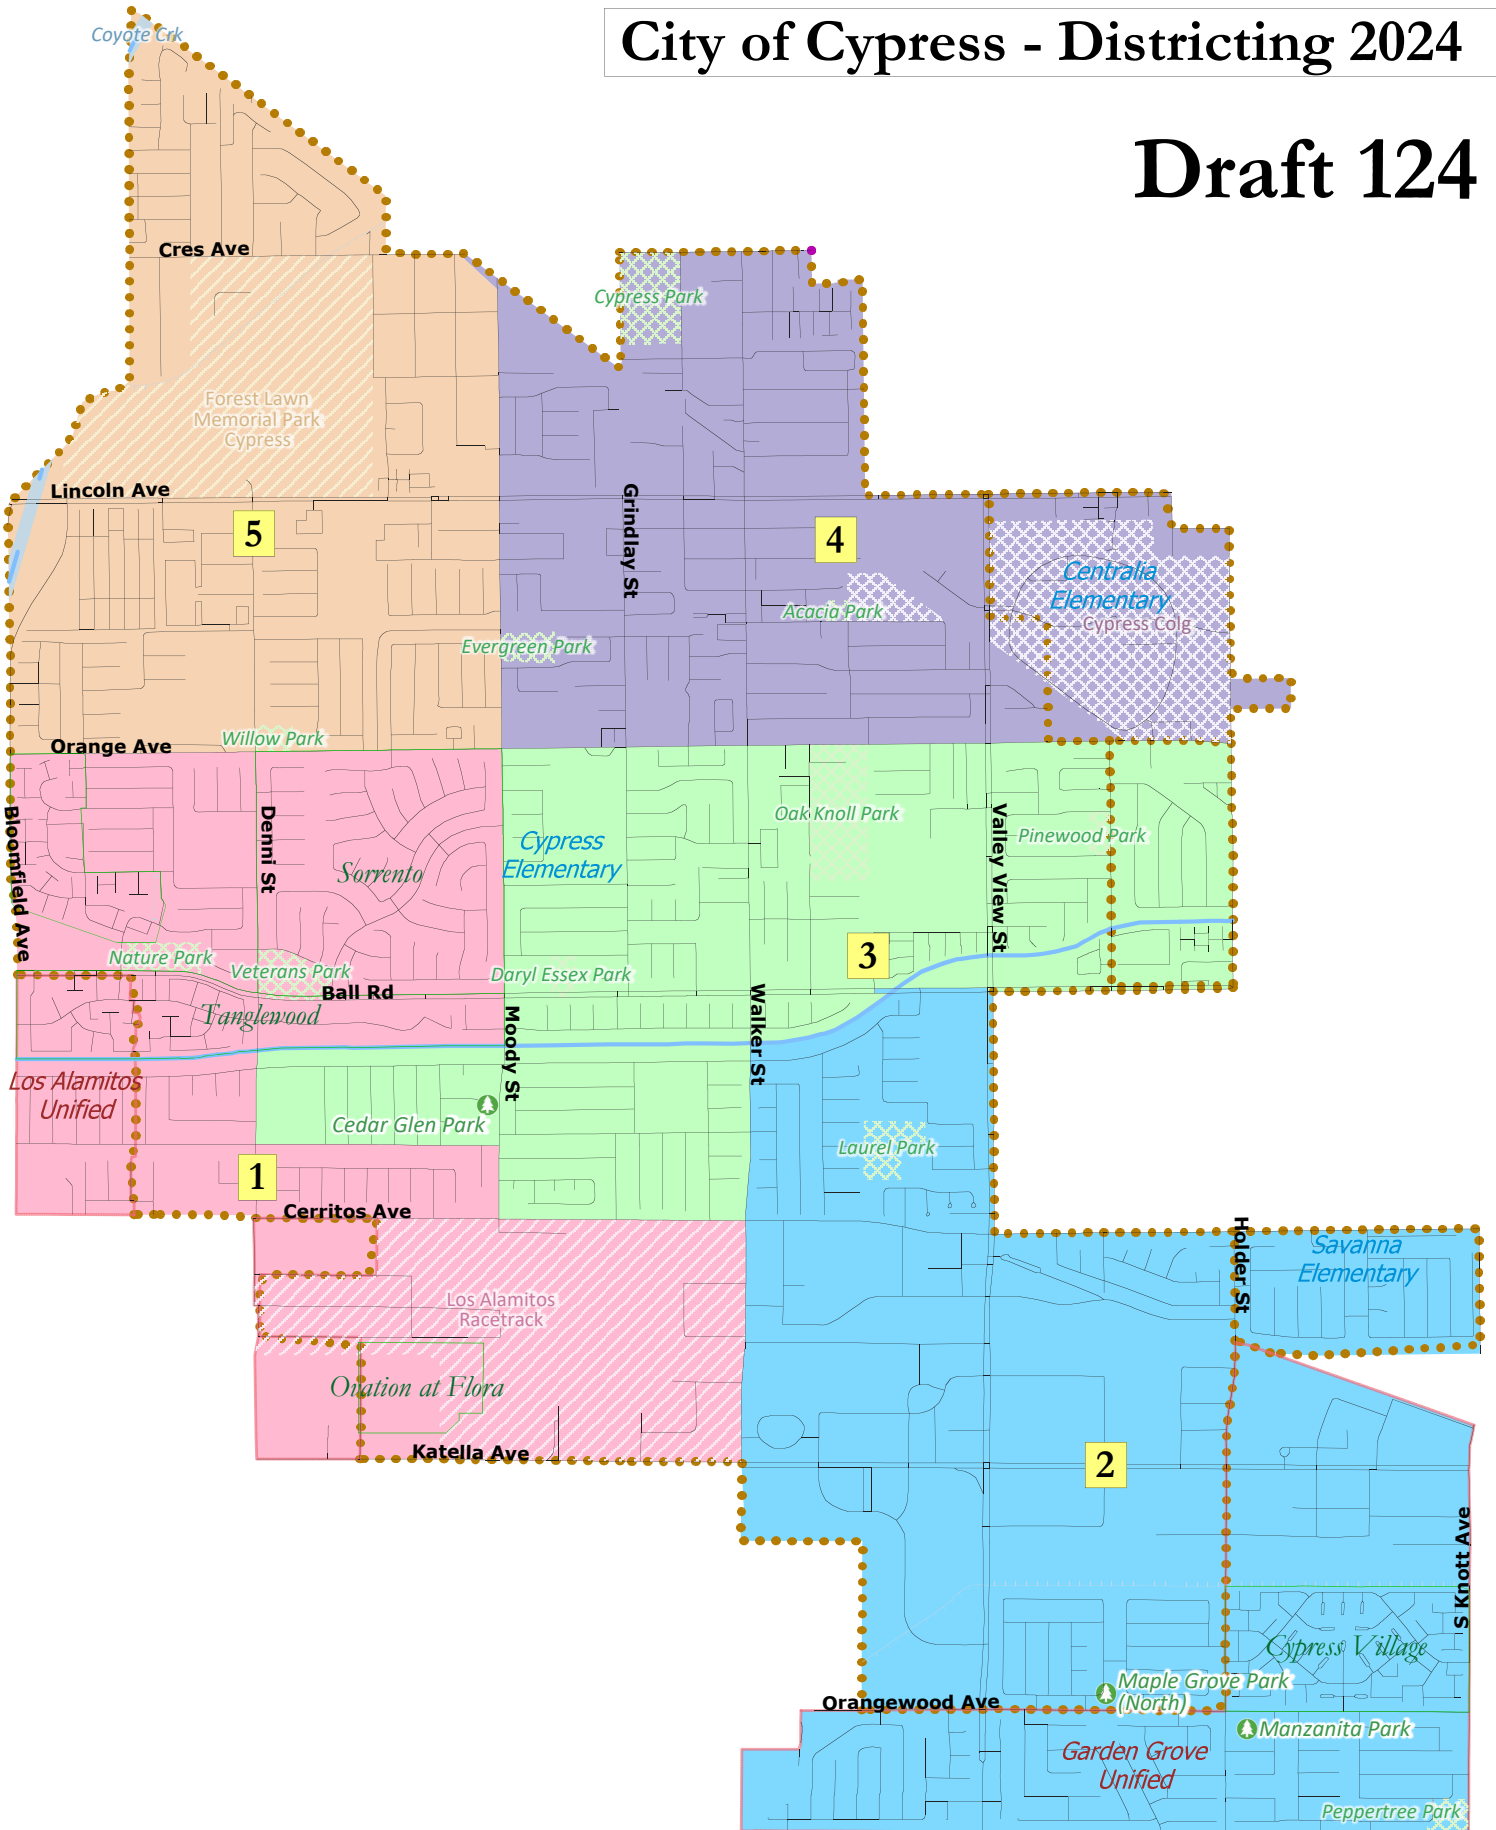 City of Cypress - Districting 2024
Draft 124
Coyote Crk
Cres Ave
Cypress Park
Forest Lawn
Memorial Park
Cypress
Lincoln Ave
5
Grindlay St
4
Centralia
Elementary
Cypress Colg
Acacia Park
Evergreen Park
Willow Park
Orange Ave
Bloomfield Ave
Denni St
Sorrento
Cypress
Elementary
Oak Knoll Park
Valley View St
Pinewood Park
Nature Park
Veterans Park
Daryl Essex Park
3
Ball Rd
Tanglewood
Moody St
Walker St
Los Alamitos
Unified
Cedar Glen Park
Laurel Park
1
Cerritos Ave
Holder St
Savanna
Elementary
Los Alamitos
Racetrack
Ovation at Flora
Katella Ave
2
S Knott Ave
Cypress Village
Maple Grove Park
(North)
Orangewood Ave
Manzanita Park
Garden Grove
Unified
Peppertree Park